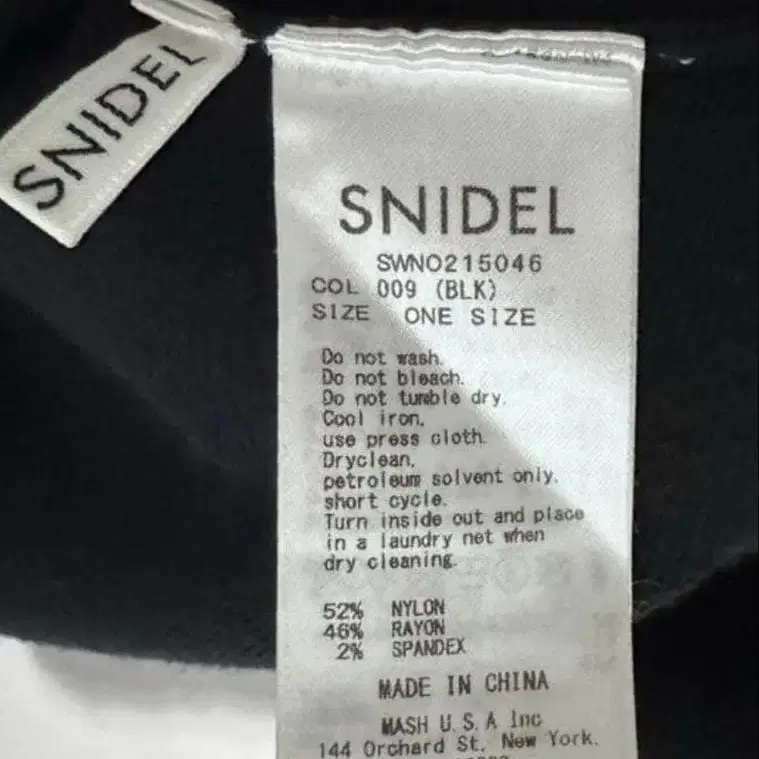 SNIDEL
SNIDEL
SWNO215046
COL 009 (BLK)
SIZE ONE SIZE
Do not wash.
Do not bleach.
Do not tumble dry.
Cool iron.
use press cloth.
Dryclean.
petroleum solvent only.
short cycle.
Turn inside out and place
in a laundry net when
dry cleaning.
52% NYLON
46% RAYON
2% SPANDEX
MADE IN CHINA
MASH U.S.A Inc
144 Orchard St. New York.